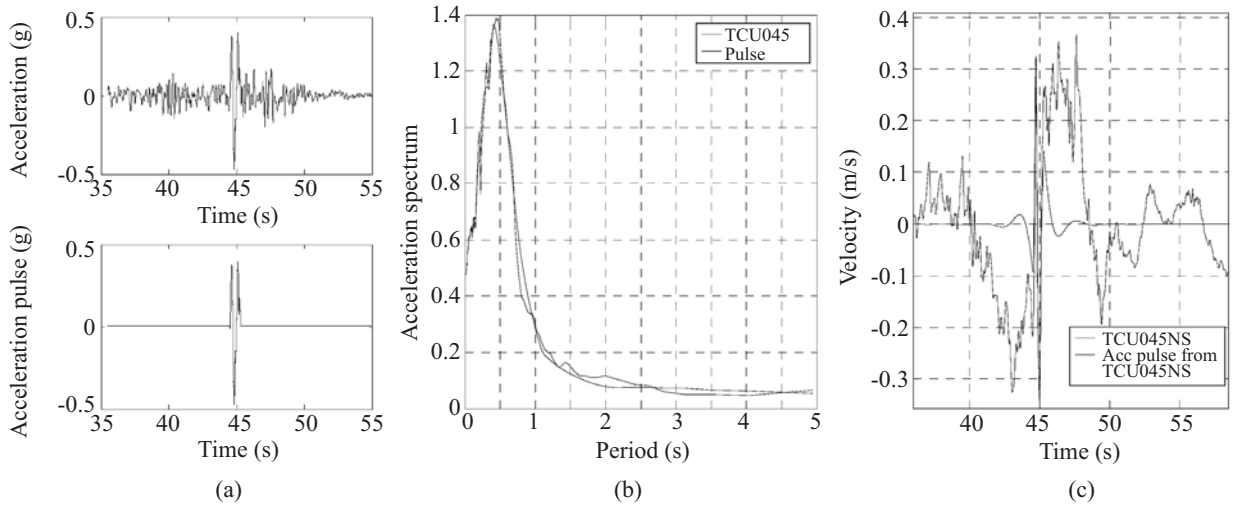 Acceleration (g)
0.5
0
-0.5
35
40
45
50
55
Time (s)
Acceleration pulse (g)
0.5
0
-0.5
35
40
45
50
55
Time (s)
(a)
Acceleration spectrum
1.4
1.2
1
0.8
0.6
0.4
0.2
0
0
1
2
3
4
5
Period (s)
TCU045
Pulse
(b)
Velocity (m/s)
0.4
0.3
0.2
0.1
0
-0.1
-0.2
-0.3
40
45
50
55
Time (s)
TCU045NS
Acc pulse from
TCU045NS
(c)